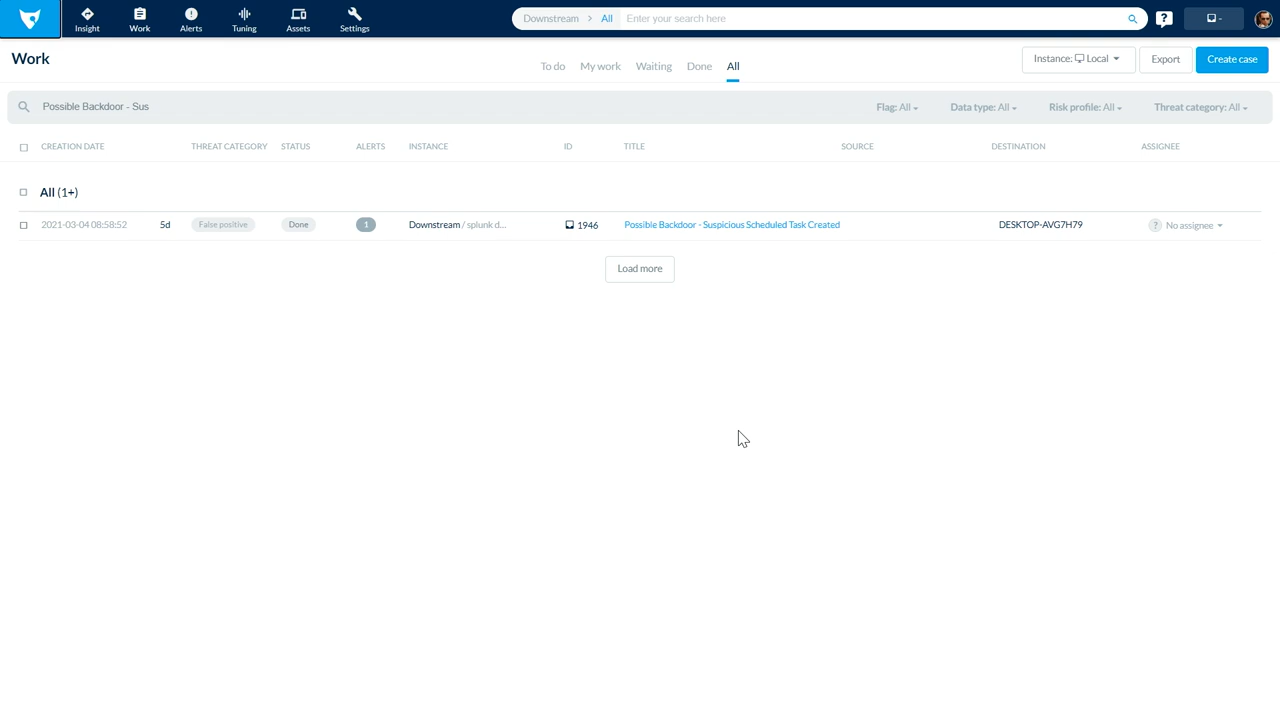 Insight Work Alerts Tuning Assets Settings
Downstream > All Enter your search here
Work
To do My work Waiting Done All
Instance: Local Export Create case
Possible Backdoor - Sus Flag: All Data type: All Risk profile: All Threat category: All
CREATION DATE THREAT CATEGORY STATUS ALERTS INSTANCE ID TITLE SOURCE DESTINATION ASSIGNEE
All (1+)
2021-03-04 08:58:52 5d False positive Done 1 Downstream / splunk d... 1946 Possible Backdoor - Suspicious Scheduled Task Created DESKTOP-AVG7H79 ? No assignee
Load more